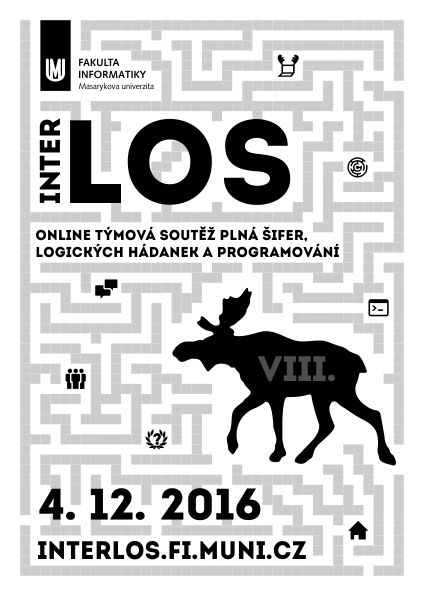 FAKULTA
INFORMATIKY
Masarykova univerzita
INTER
LOS
ONLINE TÝMOVÁ SOUTĚŽ PLNÁ ŠIFER,
LOGICKÝCH HÁDANEK A PROGRAMOVÁNÍ
VIII.
4. 12. 2016
INTERLOS.FI.MUNI.CZ